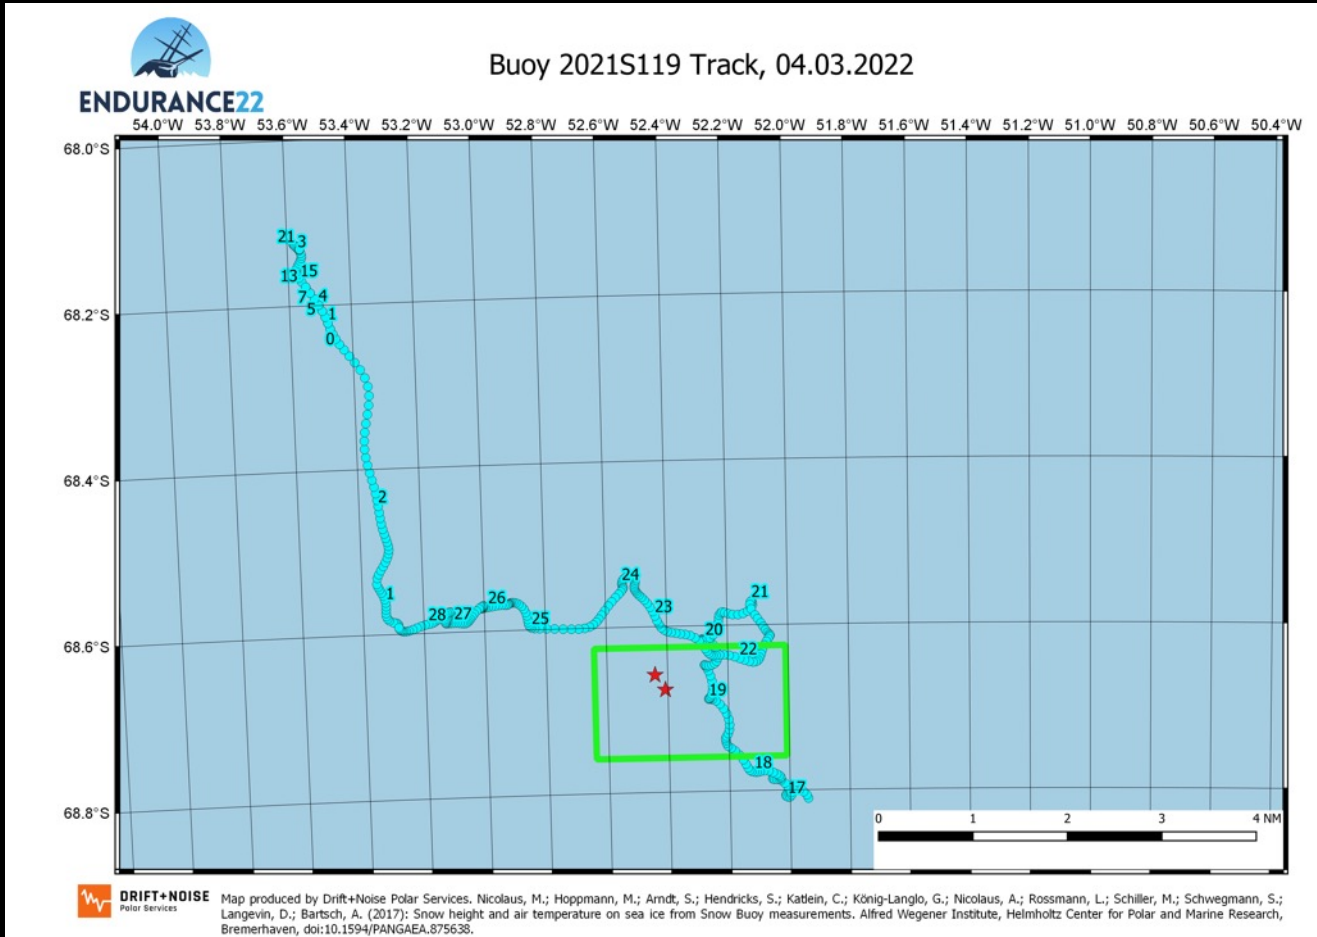 Buoy 2021S119 Track, 04.03.2022
ENDURANCE22
54.0°W 53.8°W 53.6°W 53.4°W 53.2°W 53.0°W 52.8°W 52.6°W 52.4°W 52.2°W 52.0°W 51.8°W 51.6°W 51.4°W 51.2°W 51.0°W 50.8°W 50.6°W 50.4°W
68.0°S
21 3
13 15
7 4
68.2°S
5 1
0
68.4°S
2
24
1
21
28 27 26 25
23
20
68.6°S
22
19
18
17
68.8°S
0 1 2 3 4 NM
DRIFT+NOISE
Polar Services
Map produced by Drift+Noise Polar Services. Nicolaus, M.; Hoppmann, M.; Arndt, S.; Hendricks, S.; Katlein, C.; König-Langlo, G.; Nicolaus, A.; Rossmann, L.; Schiller, M.; Schwegmann, S.;
Langevin, D.; Bartsch, A. (2017): Snow height and air temperature on sea ice from Snow Buoy measurements. Alfred Wegener Institute, Helmholtz Center for Polar and Marine Research,
Bremerhaven, doi:10.1594/PANGAEA.875638.